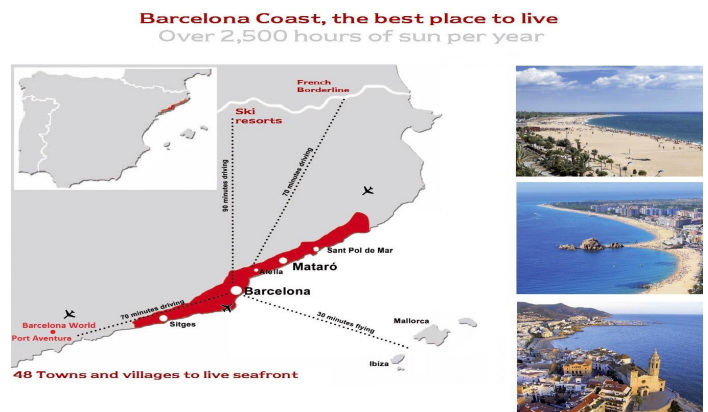 Barcelona Coast, the best place to live
Over 2,500 hours of sun per year
French
Borderline
Ski
resorts
90 minutes driving
70 minutes driving
Sant Pol de Mar
Mataró
Alella
Barcelona
70 minutes driving
Sitges
30 minutes flying
Mallorca
Ibiza
Barcelona World
Port Aventura
48 Towns and villages to live seafront